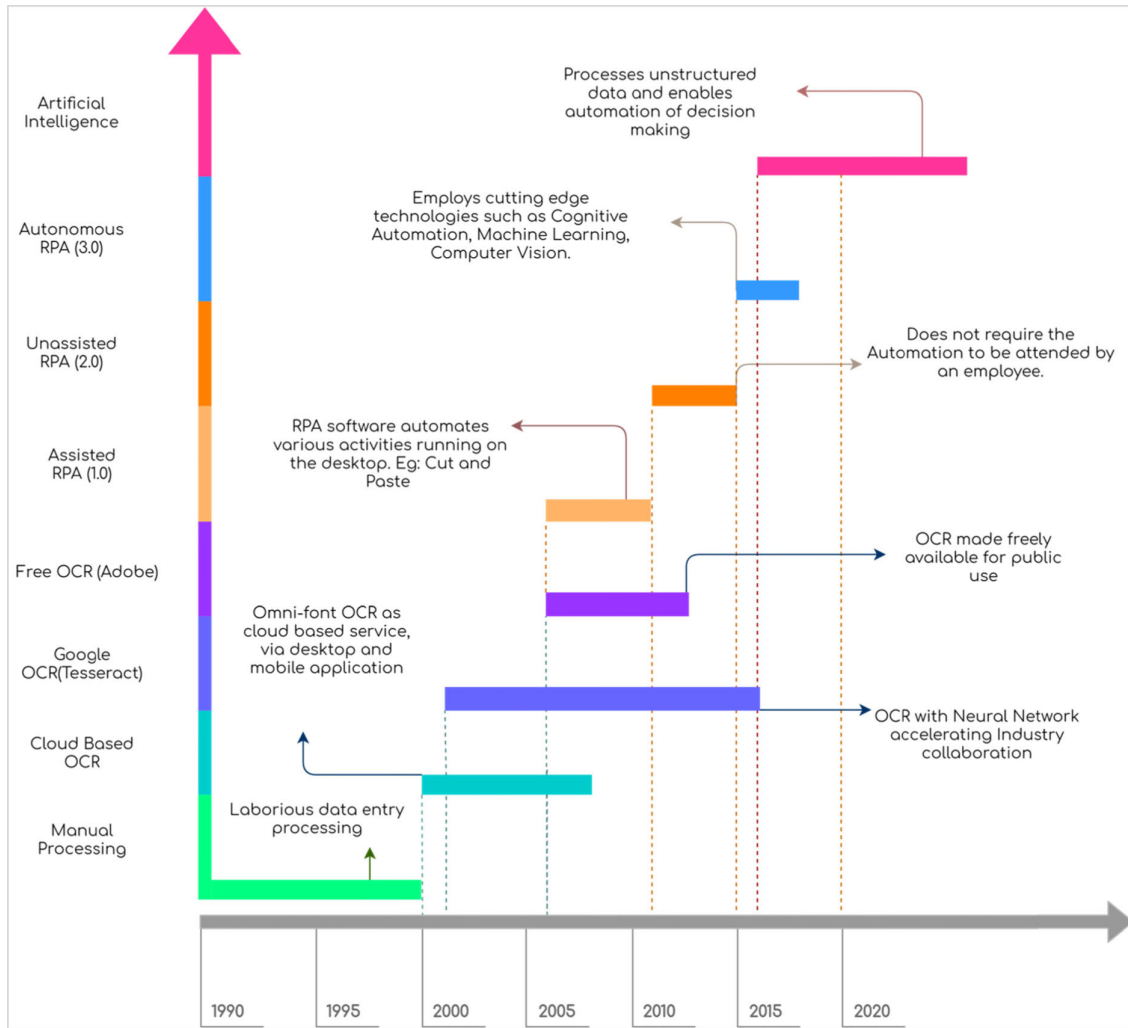 Artificial
Intelligence
Processes unstructured
data and enables
automation of decision
making
Autonomous
RPA (3.0)
Employs cutting edge
technologies such as Cognitive
Automation, Machine Learning,
Computer Vision.
Unassisted
RPA (2.0)
Does not require the
Automation to be attended by
an employee.
Assisted
RPA (1.0)
RPA software automates
various activities running on
the desktop. Eg: Cut and
Paste
Free OCR (Adobe)
OCR made freely
available for public
use
Google
OCR(Tesseract)
Omni-font OCR as
cloud based service,
via desktop and
mobile application
OCR with Neural Network
accelerating Industry
collaboration
Cloud Based
OCR
Manual
Processing
Laborious data entry
processing
1990
1995
2000
2005
2010
2015
2020